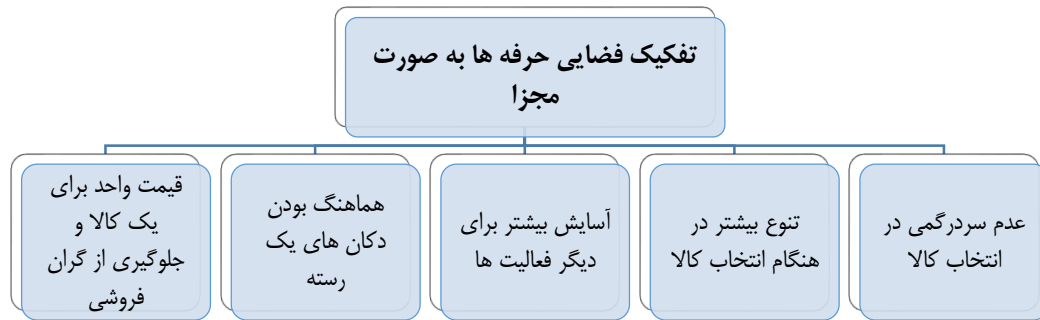 تفکیک فضایی حرفه ها به صورت
مجزا
عدم سردرگمی در
انتخاب کالا
تنوع بیشتر در
هنگام انتخاب کالا
آسایش بیشتر برای
دیگر فعالیت ها
هماهنگ بودن
دکان های یک
رسته
قیمت واحد برای
یک کالا و
جلوگیری از گران
فروشی